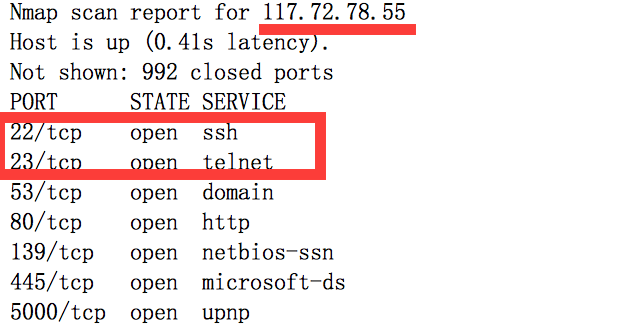 Nmap scan report for 117.72.78.55
Host is up (0.41s latency).
Not shown: 992 closed ports
PORT     STATE SERVICE
22/tcp   open  ssh
23/tcp   open  telnet
53/tcp   open  domain
80/tcp   open  http
139/tcp  open  netbios-ssn
445/tcp  open  microsoft-ds
5000/tcp open  upnp